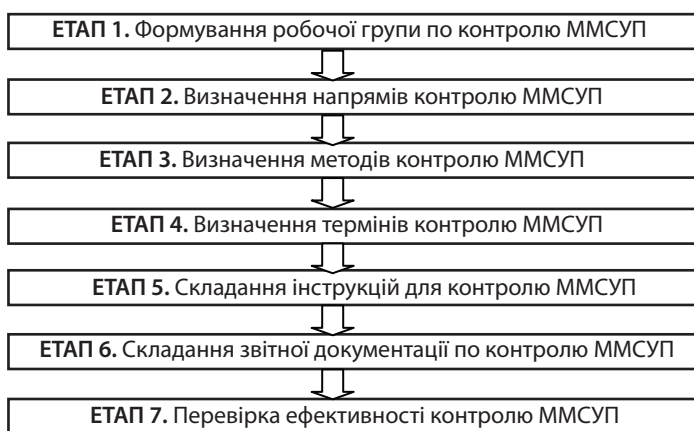 ЕТАП 1. Формування робочої групи по контролю ММСУП
ЕТАП 2. Визначення напрямів контролю ММСУП
ЕТАП 3. Визначення методів контролю ММСУП
ЕТАП 4. Визначення термінів контролю ММСУП
ЕТАП 5. Складання інструкцій для контролю ММСУП
ЕТАП 6. Складання звітної документації по контролю ММСУП
ЕТАП 7. Перевірка ефективності контролю ММСУП